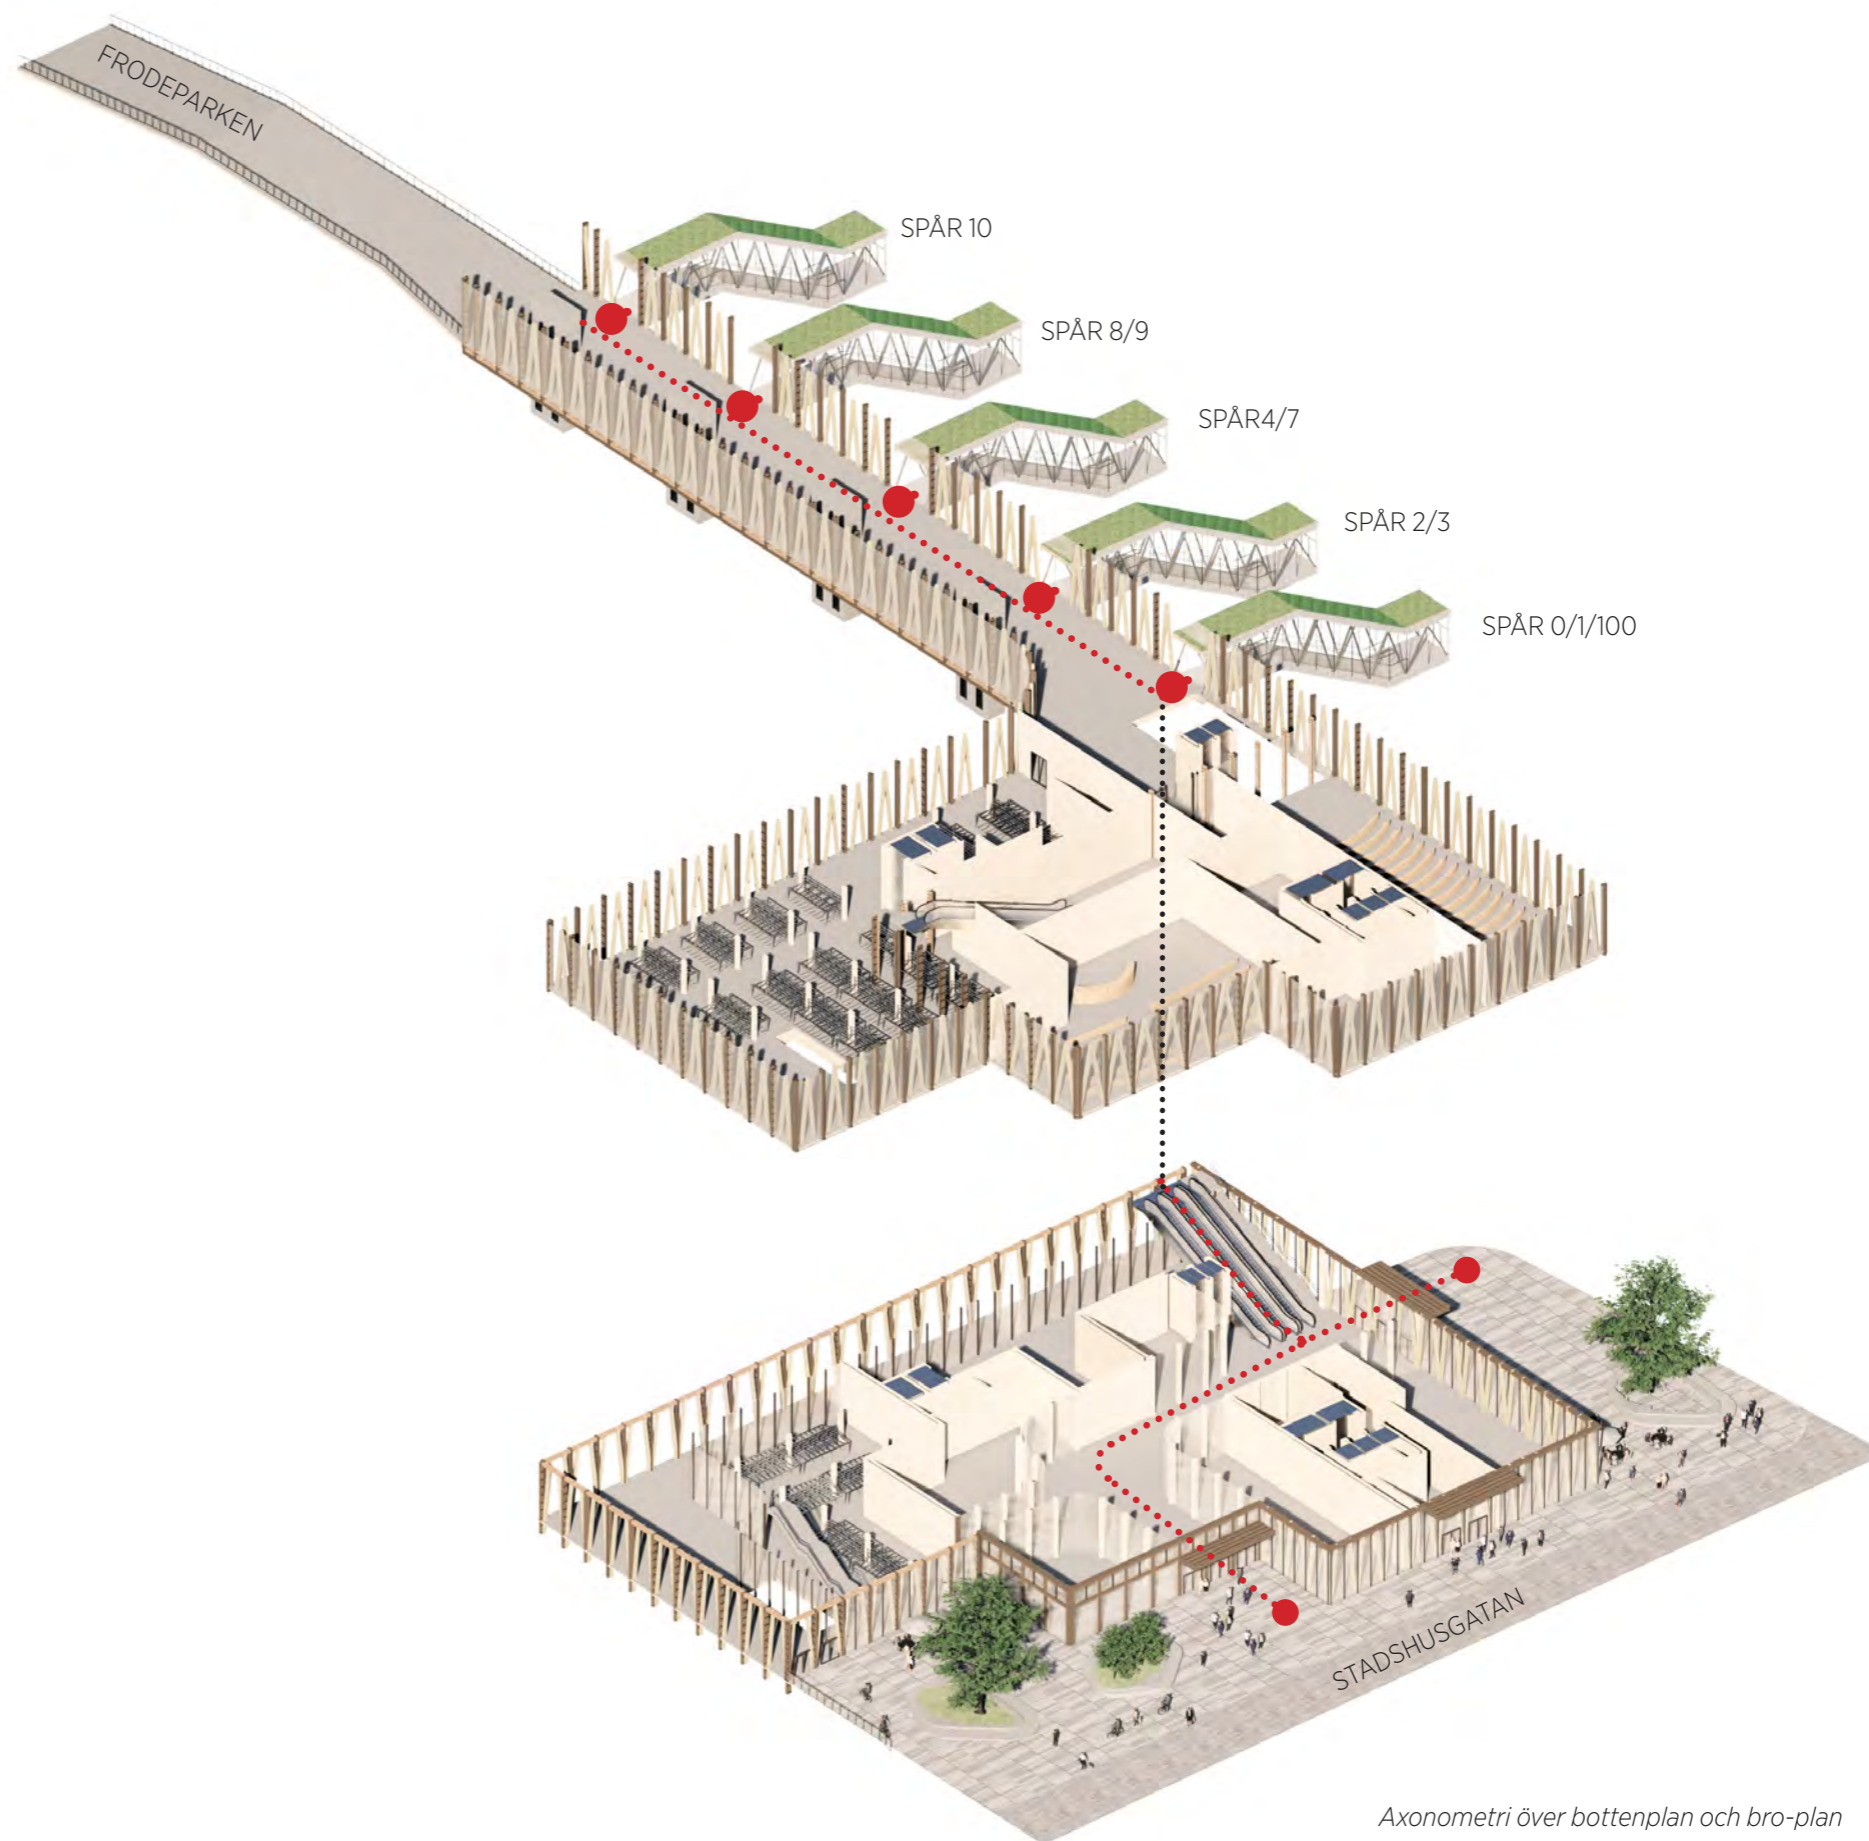 FRODEPARKEN
SPÅR 10
SPÅR 8/9
SPÅR4/7
SPÅR 2/3
SPÅR 0/1/100
STADSHUSGATAN
Axonometri över bottenplan och bro-plan